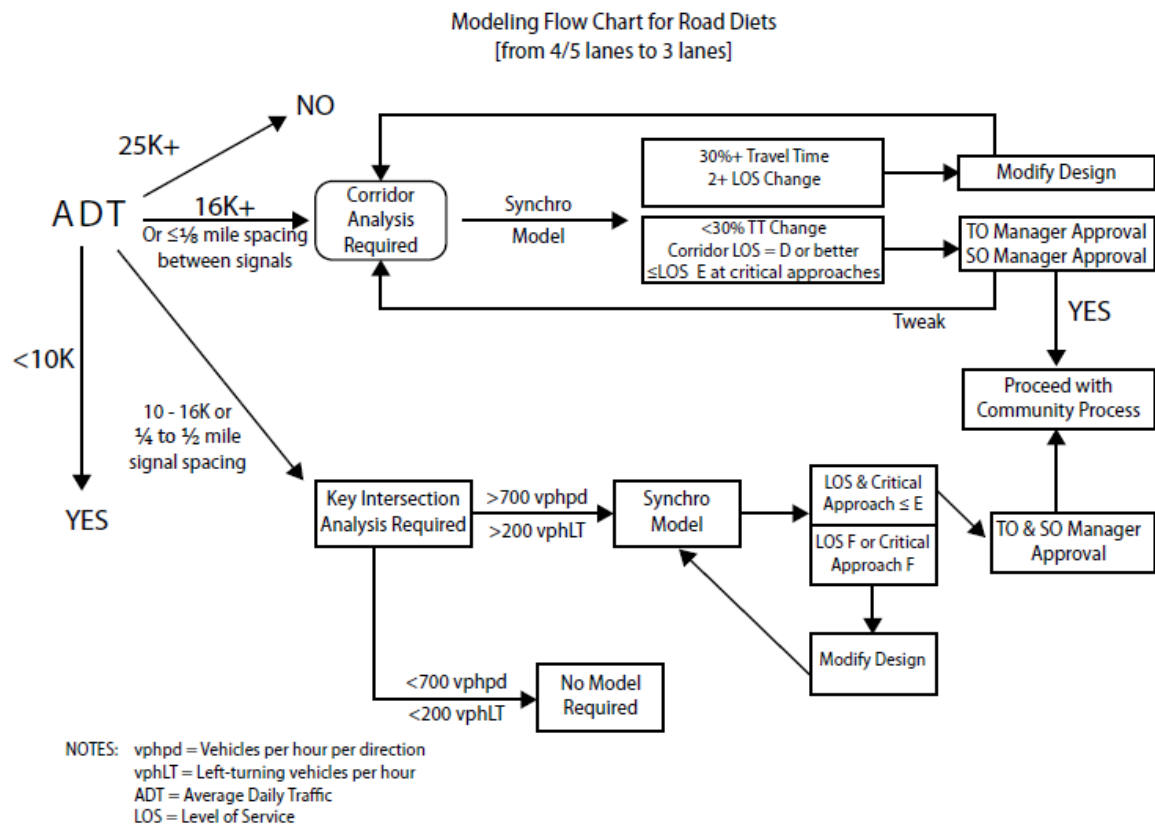 Modeling Flow Chart for Road Diets
[from 4/5 lanes to 3 lanes]
NO
25K+
30%+ Travel Time
2+ LOS Change
Modify Design
ADT
16K+
Or ≤⅛ mile spacing
between signals
Corridor
Analysis
Required
Synchro
Model
<30% TT Change
Corridor LOS = D or better
≤LOS E at critical approaches
TO Manager Approval
SO Manager Approval
Tweak
YES
<10K
10 - 16K or
¼ to ½ mile
signal spacing
Proceed with
Community Process
YES
Key Intersection
Analysis Required
>700 vphpd
>200 vphLT
Synchro
Model
LOS & Critical
Approach ≤ E
LOS F or Critical
Approach F
TO & SO Manager
Approval
Modify Design
<700 vphpd
<200 vphLT
No Model
Required
NOTES: vphpd = Vehicles per hour per direction
vphLT = Left-turning vehicles per hour
ADT = Average Daily Traffic
LOS = Level of Service